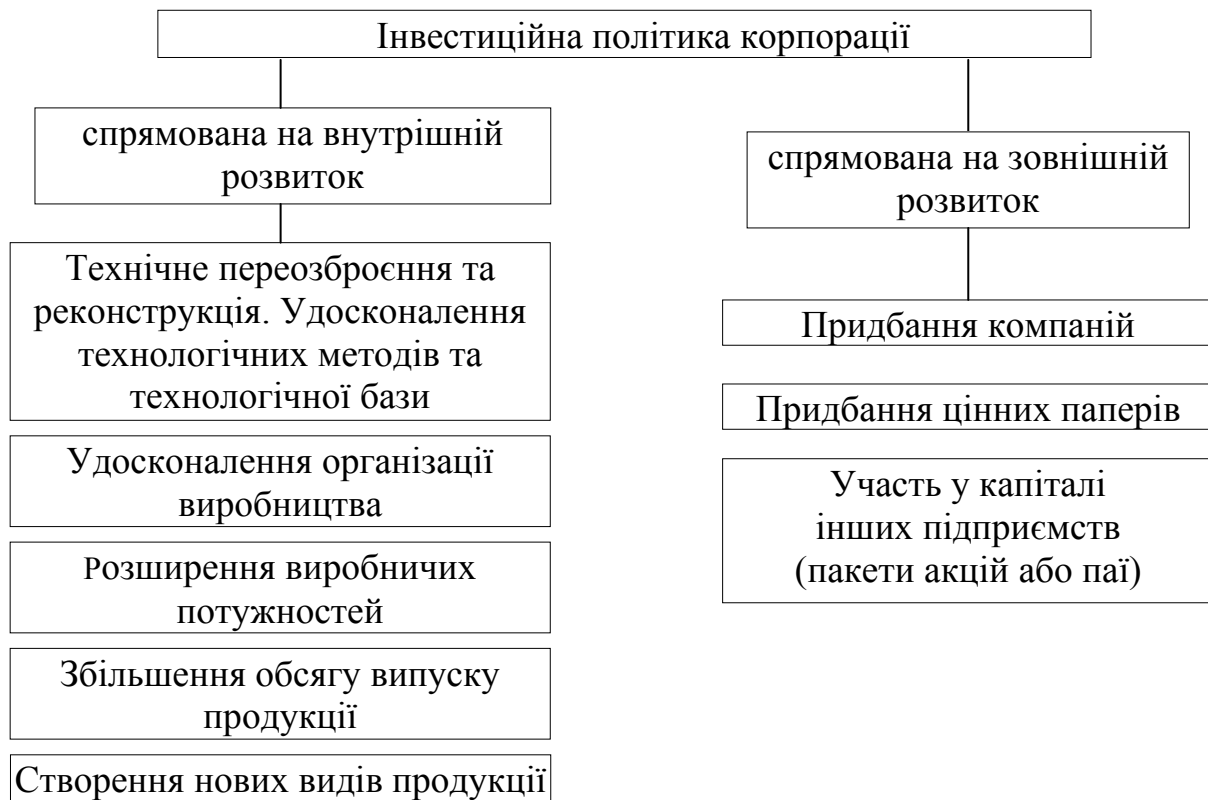 Інвестиційна політика корпорації
спрямована на внутрішній
розвиток
Технічне переозброєння та
реконструкція. Удосконалення
технологічних методів та
технологічної бази
Удосконалення організації
виробництва
Розширення виробничих
потужностей
Збільшення обсягу випуску
продукції
Створення нових видів продукції
спрямована на зовнішній
розвиток
Придбання компаній
Придбання цінних паперів
Участь у капіталі
інших підприємств
(пакети акцій або паї)